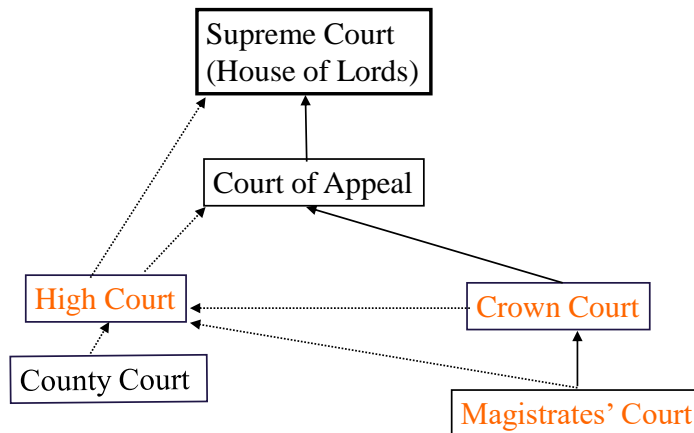 Supreme Court
(House of Lords)
Court of Appeal
High Court
Crown Court
County Court
Magistrates’ Court